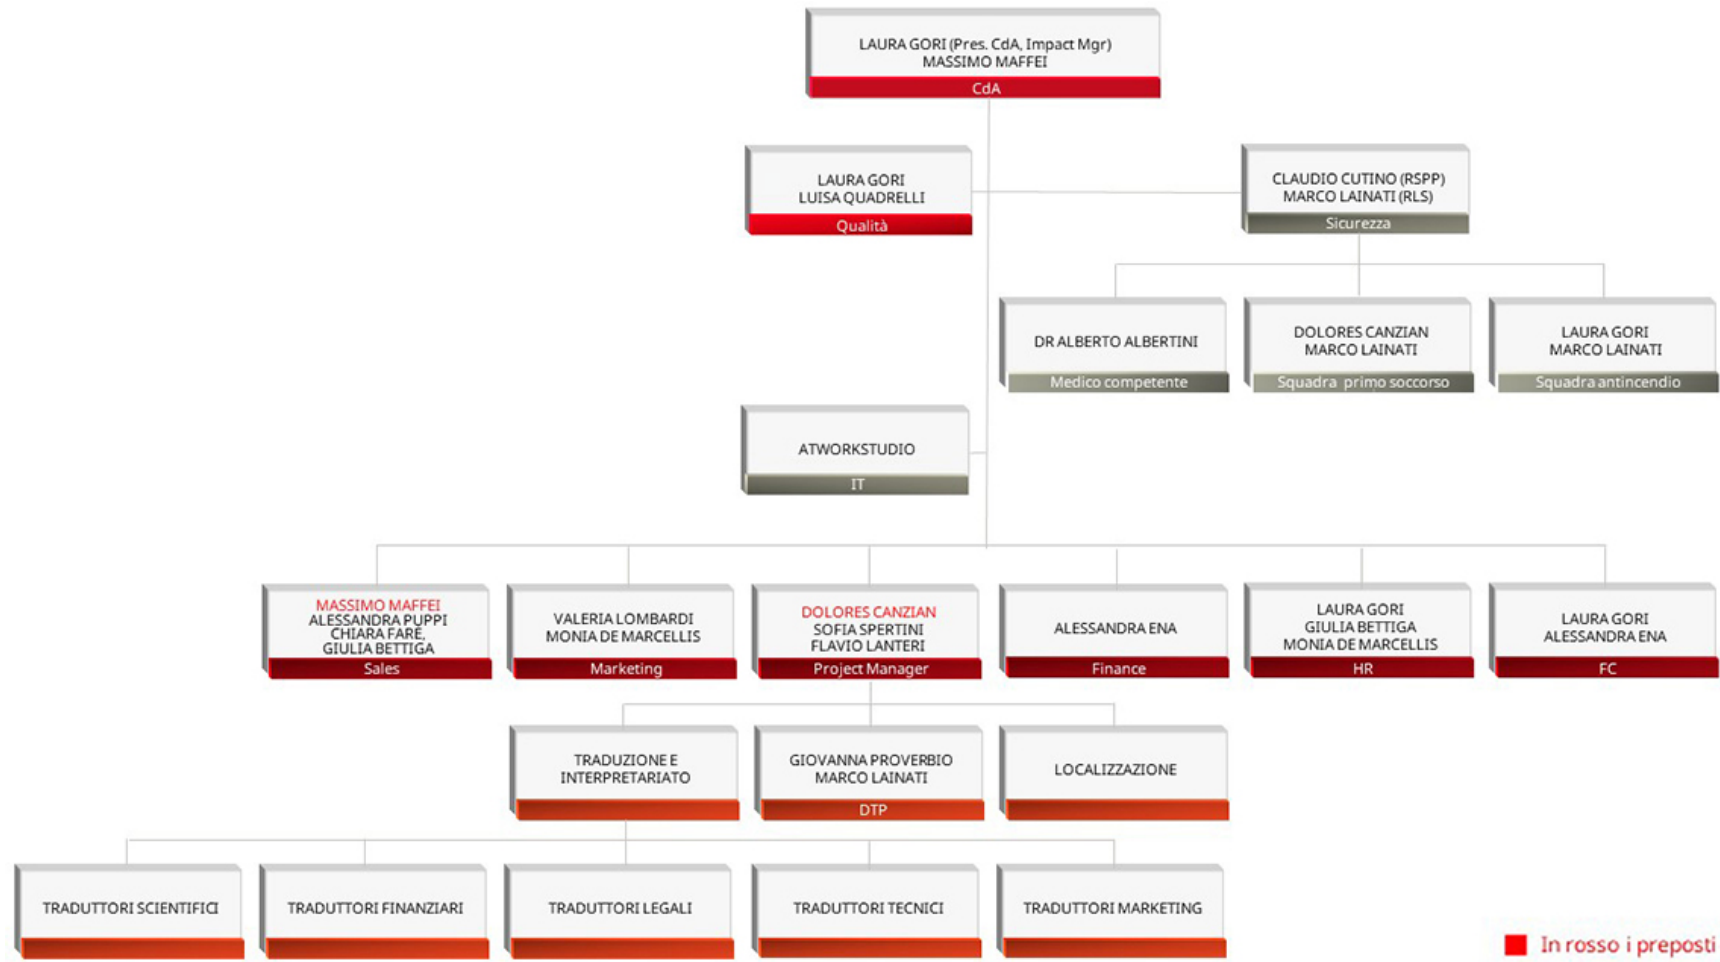 LAURA GORI (Pres. CdA, Impact Mgr)
MASSIMO MAFFEI
CdA
LAURA GORI
LUISA QUADRELLI
Qualità
CLAUDIO CUTINO (RSPP)
MARCO LAINATI (RLS)
Sicurezza
DR ALBERTO ALBERTINI
Medico competente
DOLORES CANZIAN
MARCO LAINATI
Squadra primo soccorso
LAURA GORI
MARCO LAINATI
Squadra antincendio
ATWORKSTUDIO
IT
MASSIMO MAFFEI
ALESSANDRA PUPPI
CHIARA FARÉ,
GIULIA BETTIGA
Sales
VALERIA LOMBARDI
MONIA DE MARCELLIS
Marketing
DOLORES CANZIAN
SOFIA SPERTINI
FLAVIO LANTERI
Project Manager
ALESSANDRA ENA
Finance
LAURA GORI
GIULIA BETTIGA
MONIA DE MARCELLIS
HR
LAURA GORI
ALESSANDRA ENA
FC
TRADUZIONE E
INTERPRETARIATO
GIOVANNA PROVERBIO
MARCO LAINATI
DTP
LOCALIZZAZIONE
TRADUTTORI SCIENTIFICI
TRADUTTORI FINANZIARI
TRADUTTORI LEGALI
TRADUTTORI TECNICI
TRADUTTORI MARKETING
In rosso i preposti